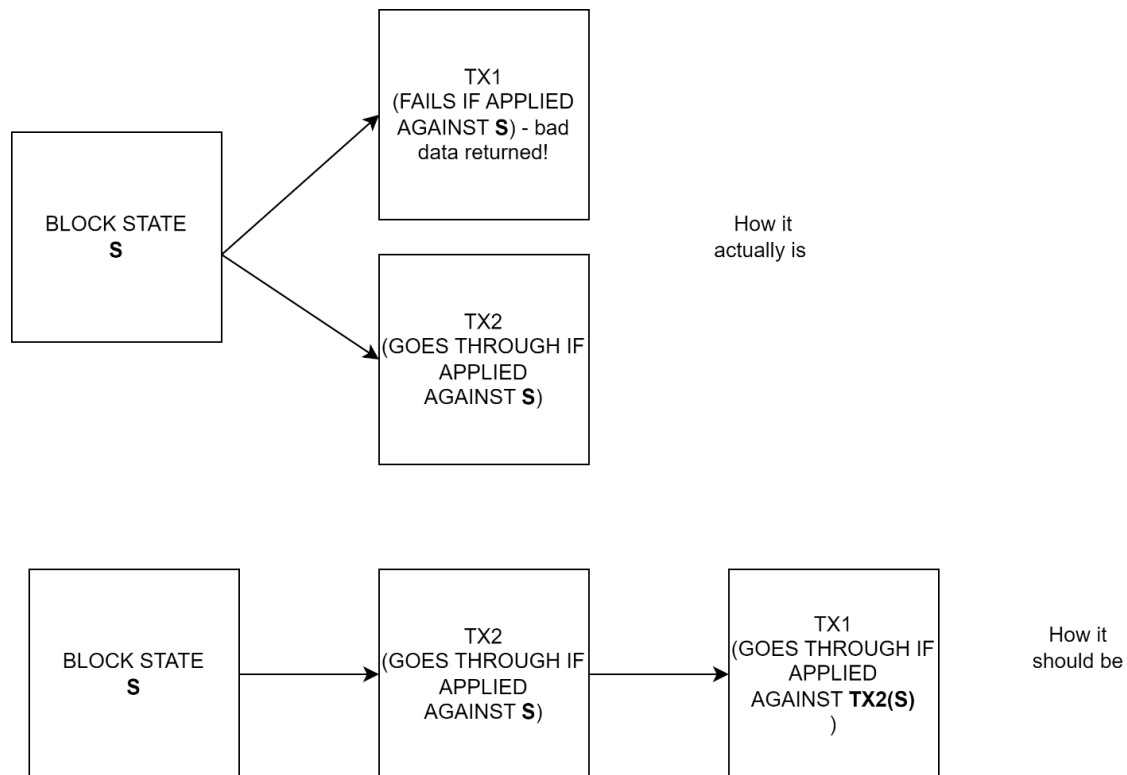 BLOCK STATE
S
TX1
(FAILS IF APPLIED
AGAINST S) - bad
data returned!
TX2
(GOES THROUGH IF
APPLIED
AGAINST S)
How it
actually is
BLOCK STATE
S
TX2
(GOES THROUGH IF
APPLIED
AGAINST S)
TX1
(GOES THROUGH IF
APPLIED
AGAINST TX2(S)
)
How it
should be